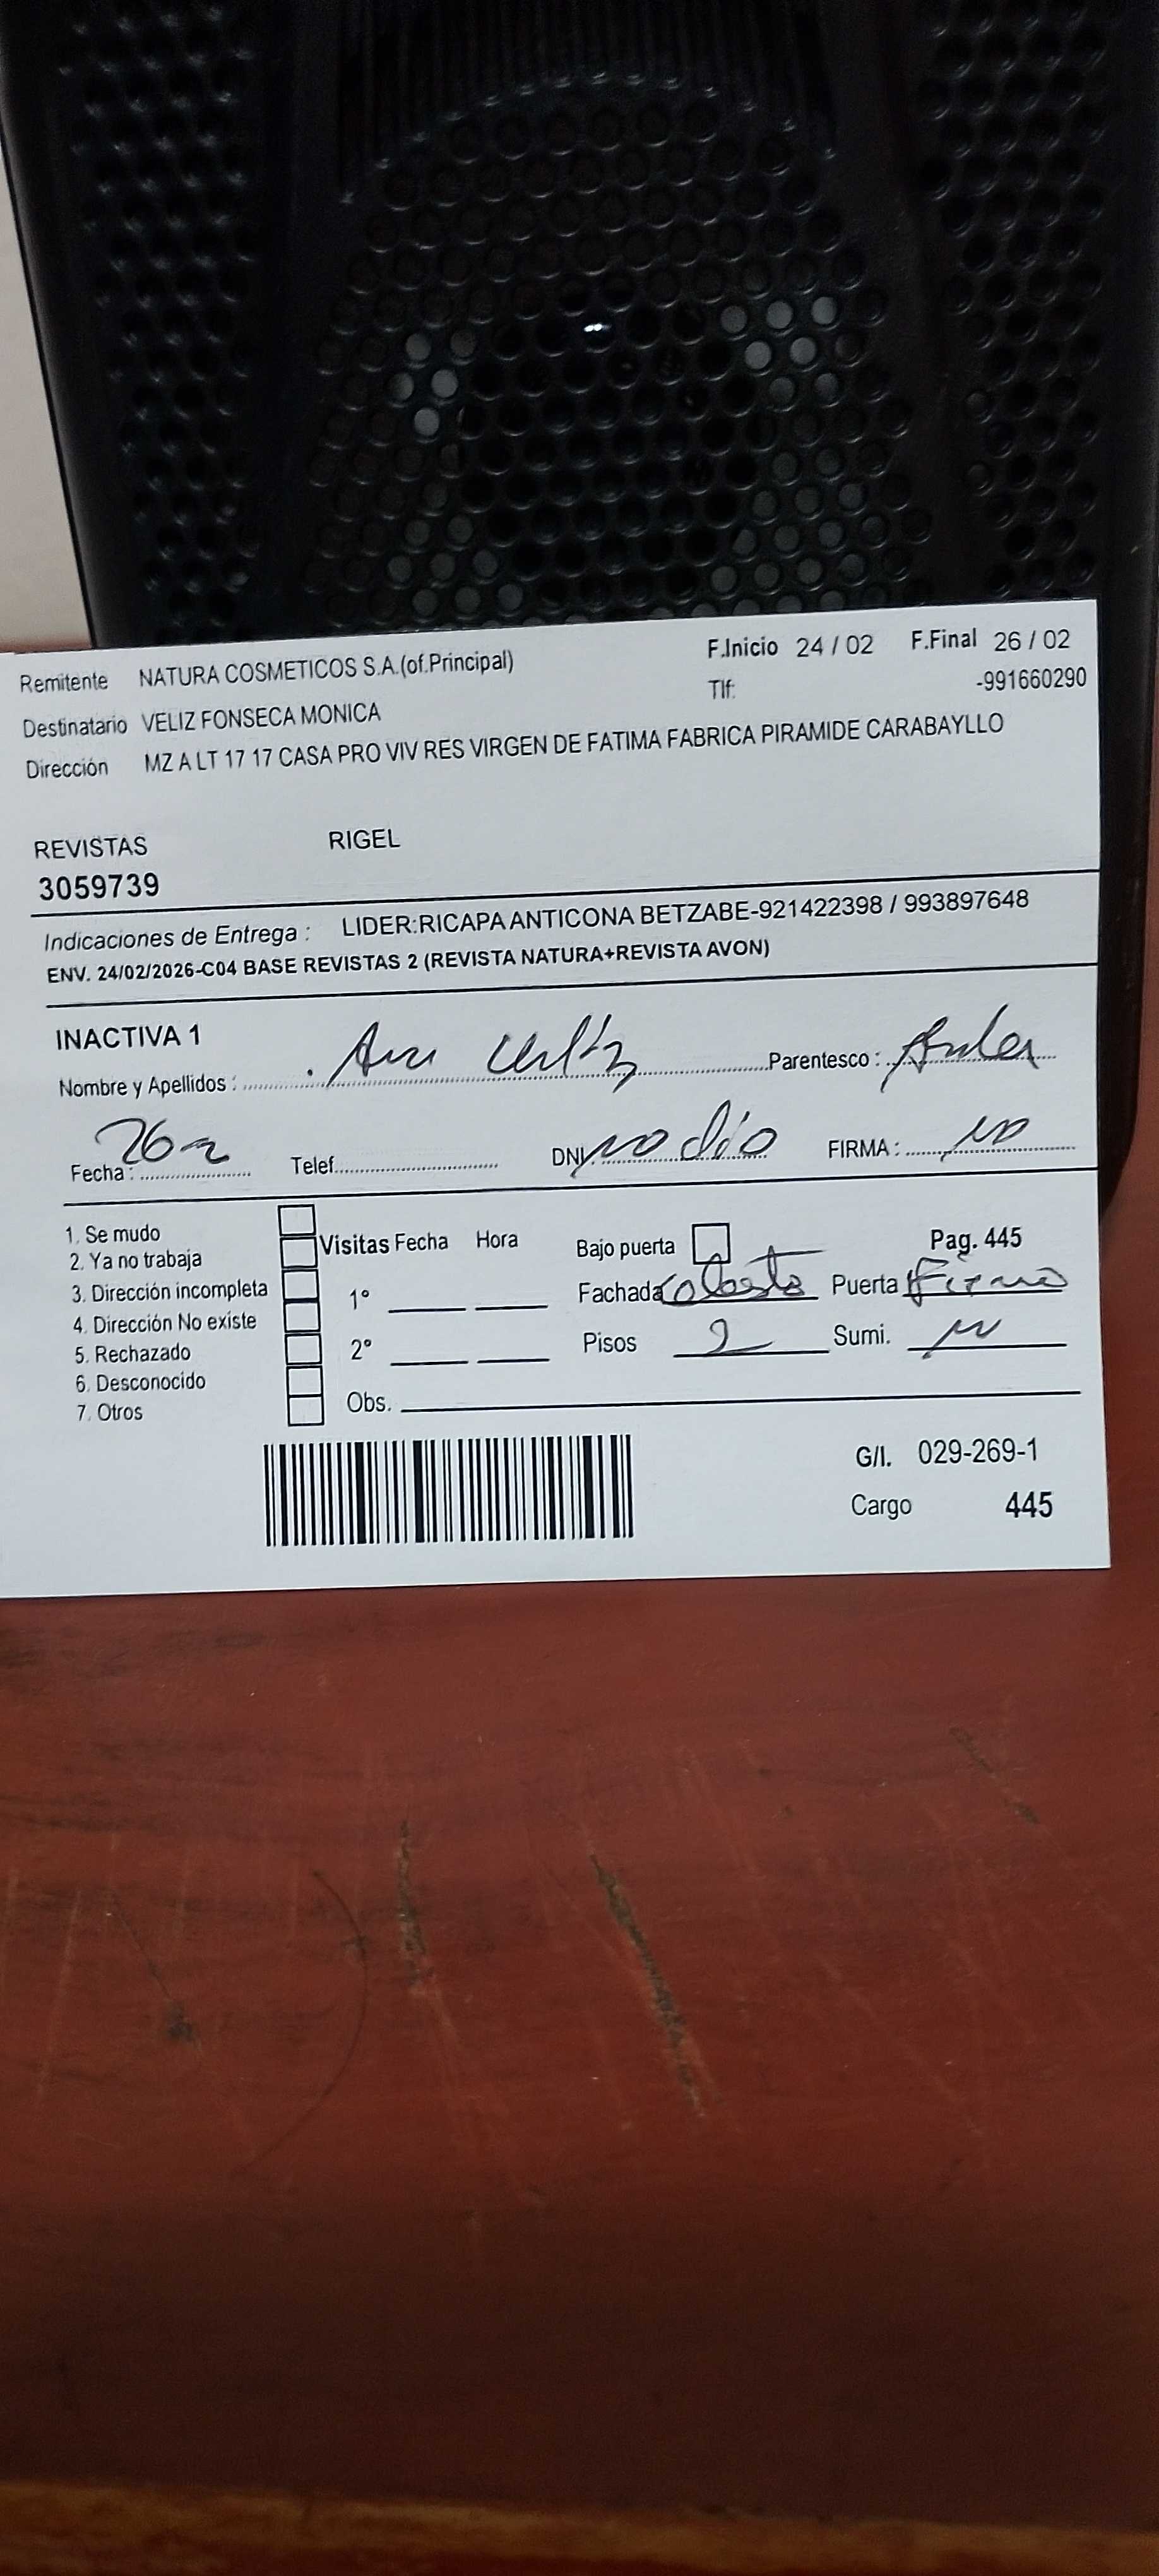 Remitente NATURA COSMETICOS S.A.(of.Principal) F.Inicio 24 / 02 F.Final 26 / 02
Tlf: -991660290
Destinatario VELIZ FONSECA MONICA
Dirección MZ A LT 17 17 CASA PRO VIV RES VIRGEN DE FATIMA FABRICA PIRAMIDE CARABAYLLO
REVISTAS RIGEL
3059739
Indicaciones de Entrega : LIDER:RICAPA ANTICONA BETZABE-921422398 / 993897648
ENV. 24/02/2026-C04 BASE REVISTAS 2 (REVISTA NATURA+REVISTA AVON)
INACTIVA 1
Nombre y Apellidos : Ana Parentesco :
Fecha: 26 Telef. DNI. no dio FIRMA : no
1. Se mudo
2. Ya no trabaja
3. Dirección incompleta
4. Dirección No existe
5. Rechazado
6. Desconocido
7. Otros
Visitas Fecha Hora
1°
2°
Obs.
Bajo puerta Pag. 445
Fachada Celeste Puerta Fierro
Pisos 2 Sumi.
G/I. 029-269-1
Cargo 445